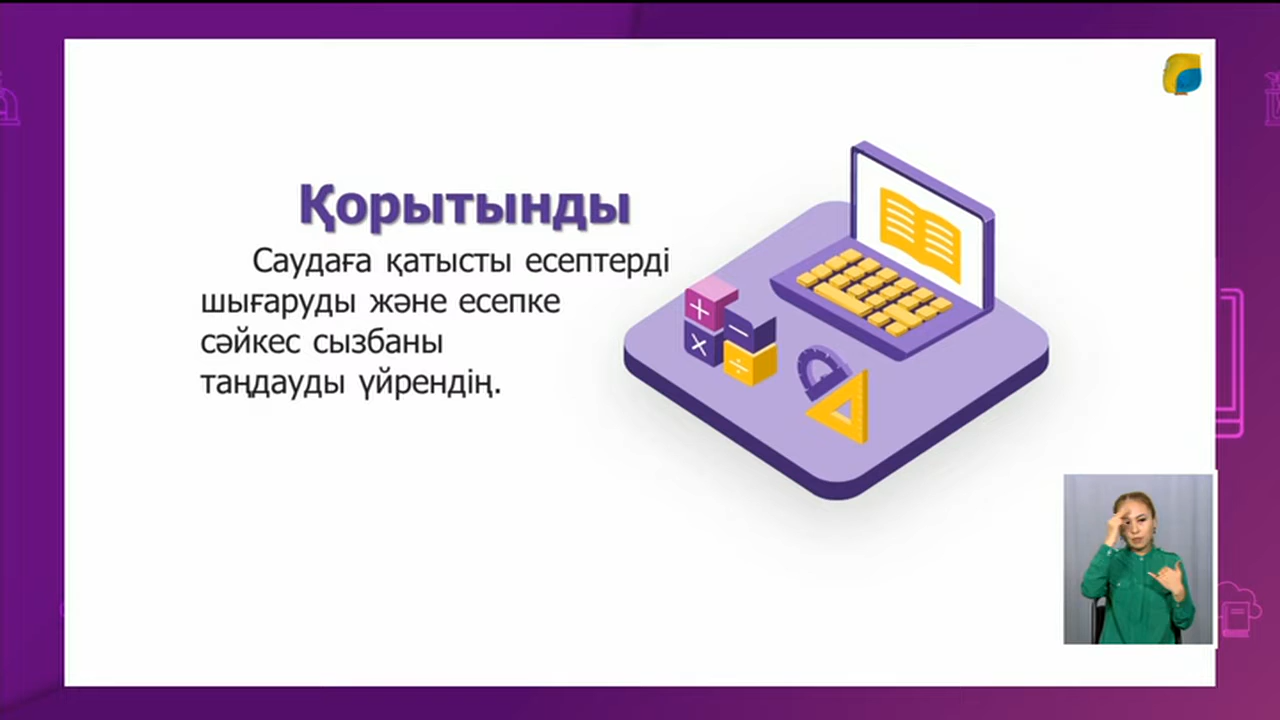 Қорытынды
Саудаға қатысты есептерді
шығаруды және есепке
сәйкес сызбаны
таңдауды үйрендің.